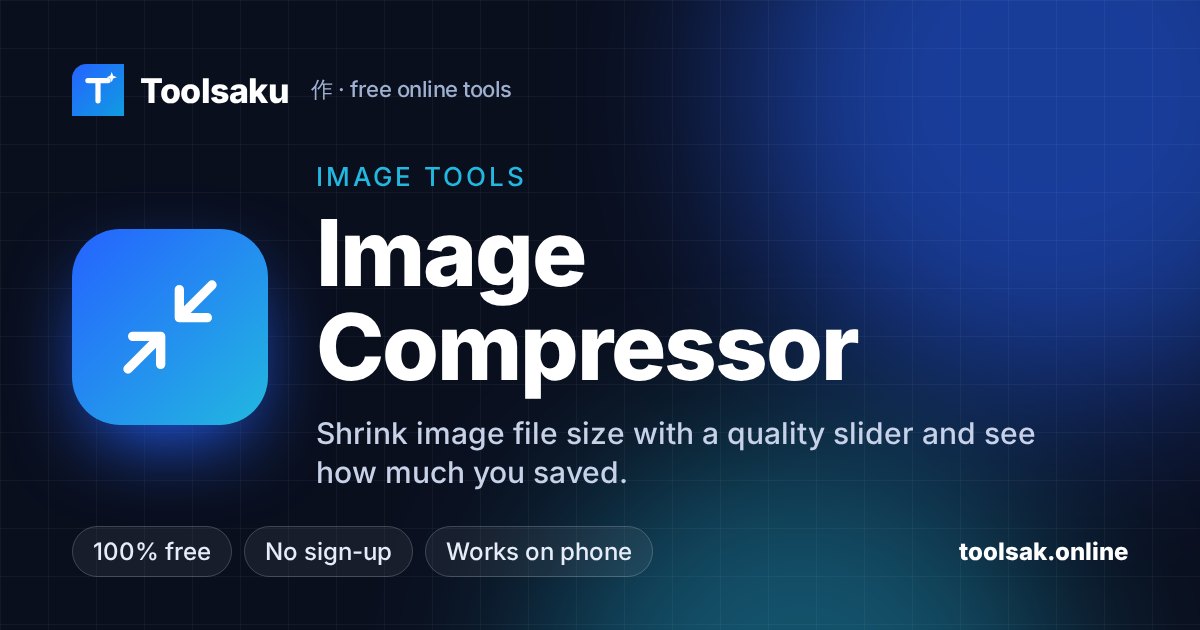 Toolsaku 作 · free online tools
IMAGE TOOLS
Image
Compressor
Shrink image file size with a quality slider and see
how much you saved.
100% free No sign-up Works on phone toolsak.online